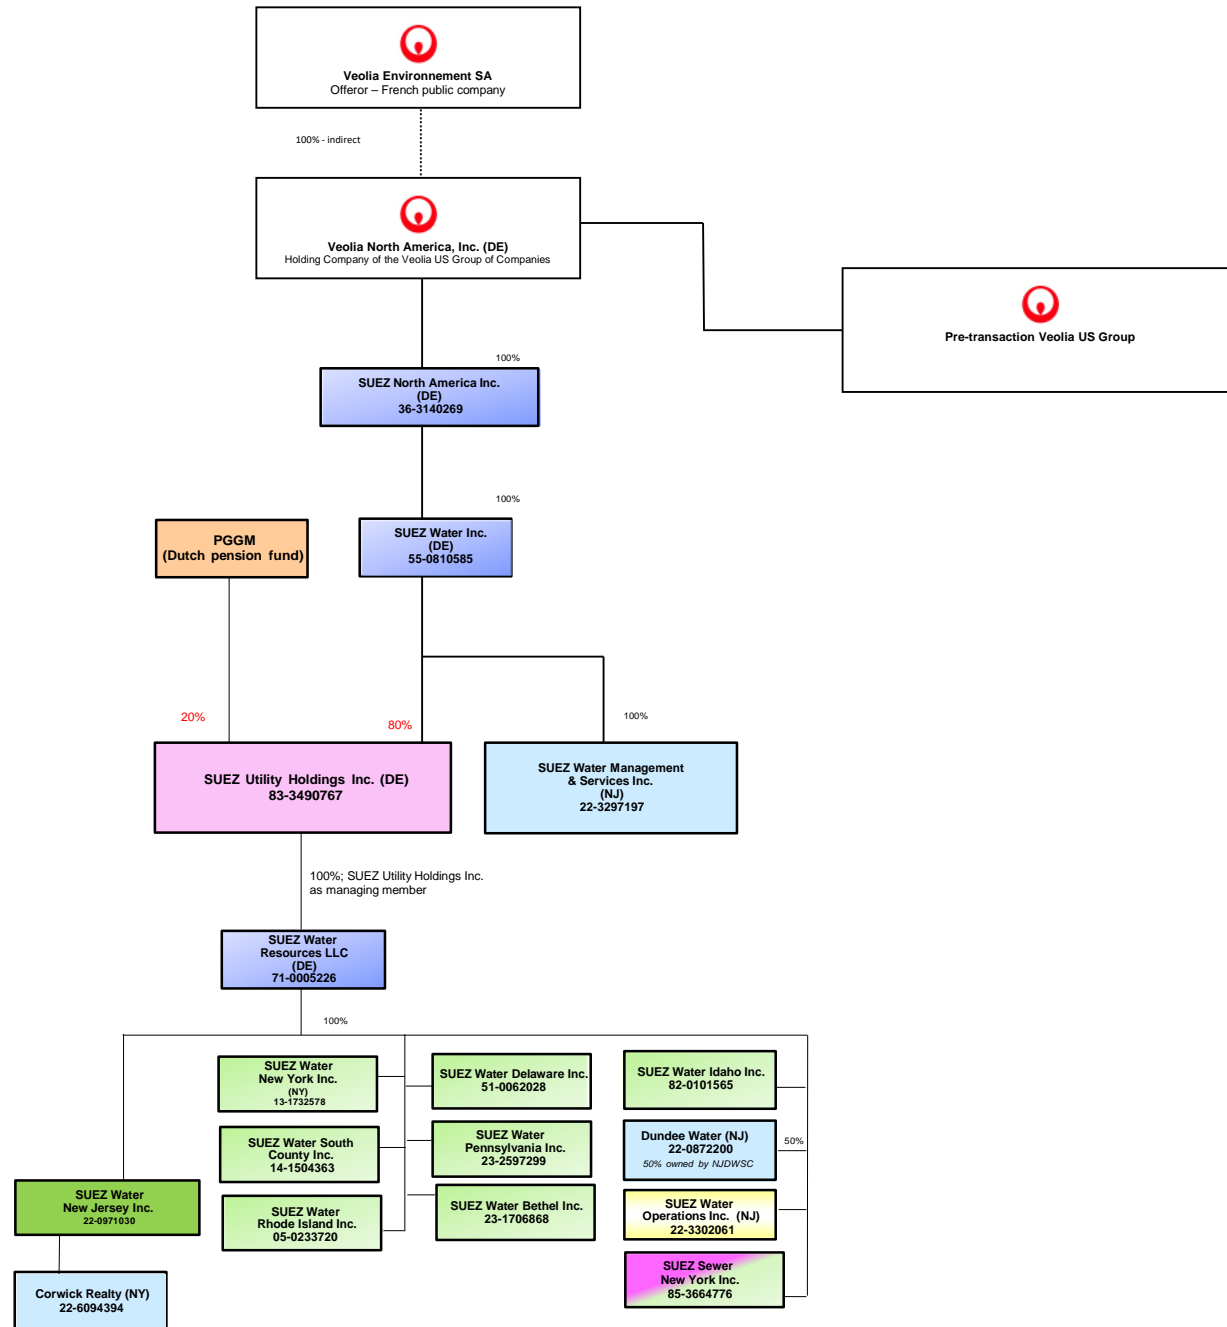 Veolia Environnement SA
Offeror – French public company
100% - indirect
Veolia North America, Inc. (DE)
Holding Company of the Veolia US Group of Companies
Pre-transaction Veolia US Group
100%
SUEZ North America Inc.
(DE)
36-3140269
100%
PGGM
(Dutch pension fund)
SUEZ Water Inc.
(DE)
55-0810585
20%
80%
100%
SUEZ Utility Holdings Inc. (DE)
83-3490767
SUEZ Water Management
& Services Inc.
(NJ)
22-3297197
100%; SUEZ Utility Holdings Inc.
as managing member
SUEZ Water
Resources LLC
(DE)
71-0005226
100%
SUEZ Water
New York Inc.
(NY)
13-1732578
SUEZ Water Delaware Inc.
51-0062028
SUEZ Water Idaho Inc.
82-0101565
SUEZ Water South
County Inc.
14-1504363
SUEZ Water
Pennsylvania Inc.
23-2597299
Dundee Water (NJ)
22-0872200
50% owned by NJDWSC
50%
SUEZ Water
New Jersey Inc.
22-0971030
SUEZ Water
Rhode Island Inc.
05-0233720
SUEZ Water Bethel Inc.
23-1706868
SUEZ Water
Operations Inc. (NJ)
22-3302061
SUEZ Sewer
New York Inc.
85-3664776
Corwick Realty (NY)
22-6094394